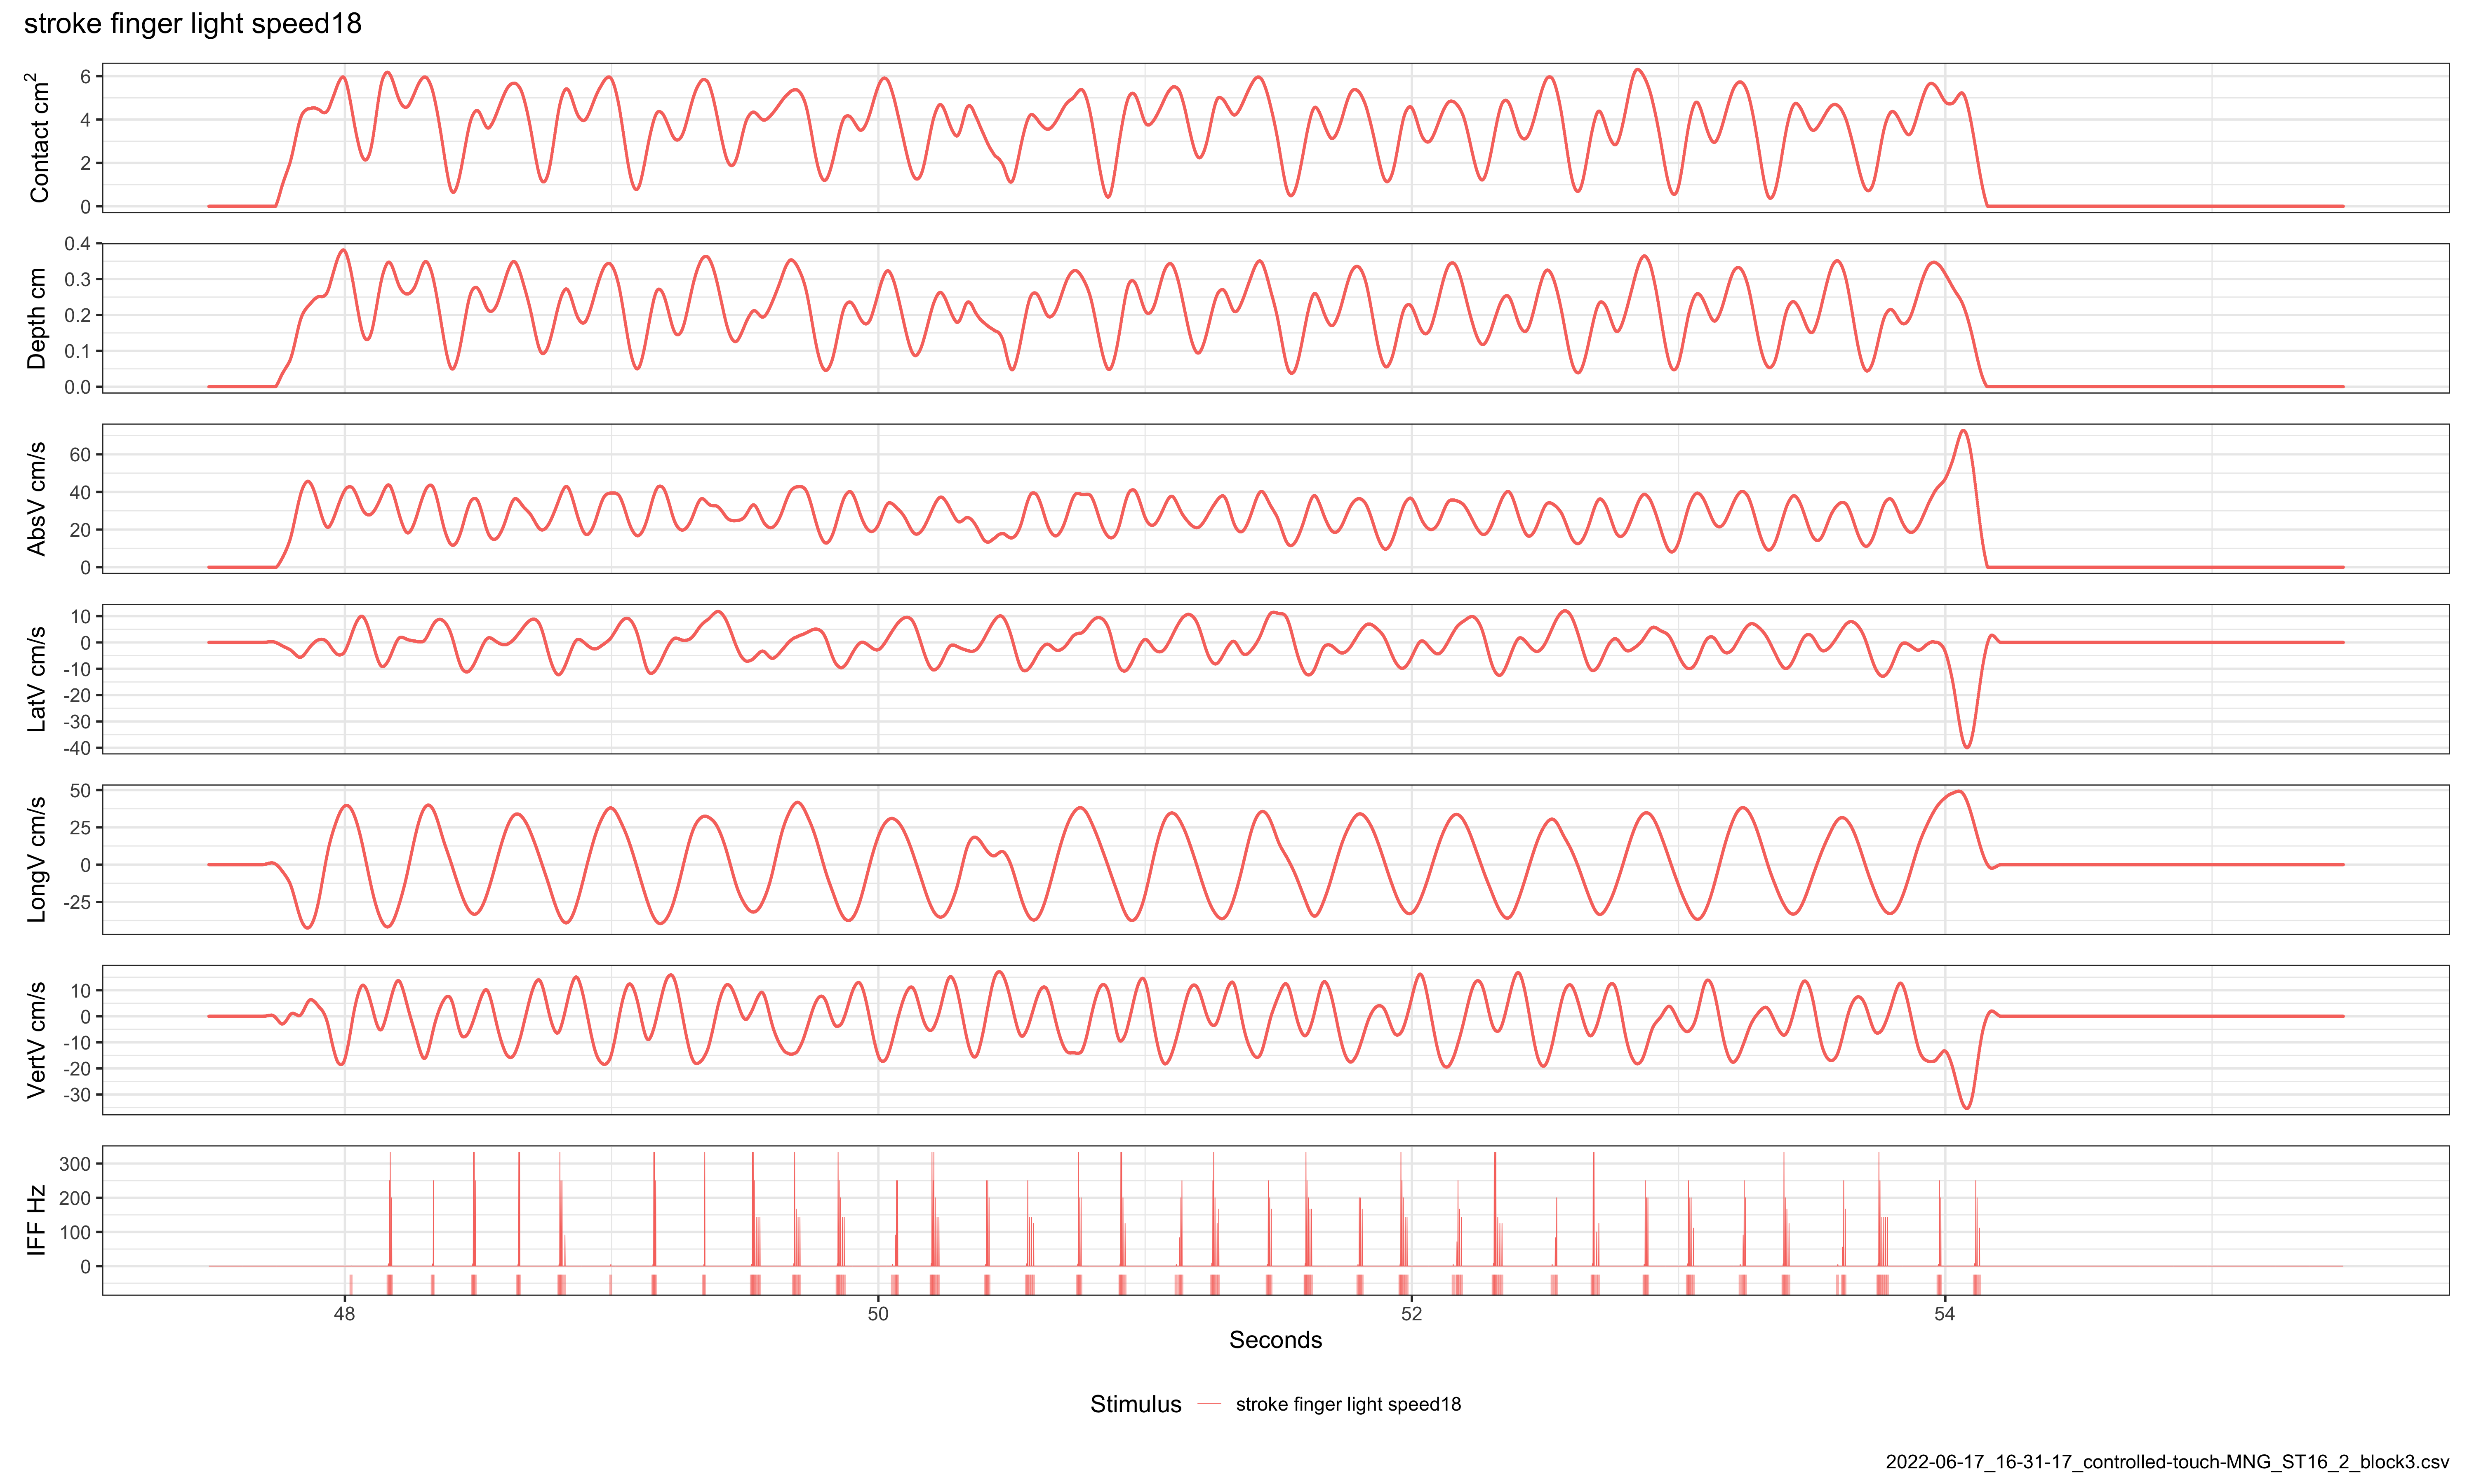 stroke finger light speed18
Contact cm²
6
4
2
0
Depth cm
0.4
0.3
0.2
0.1
0.0
AbsV cm/s
60
40
20
0
LatV cm/s
10
0
-10
-20
-30
-40
LongV cm/s
50
25
0
-25
VertV cm/s
10
0
-10
-20
-30
IFF Hz
300
200
100
0
48 50 52 54
Seconds
Stimulus stroke finger light speed18
2022-06-17_16-31-17_controlled-touch-MNG_ST16_2_block3.csv